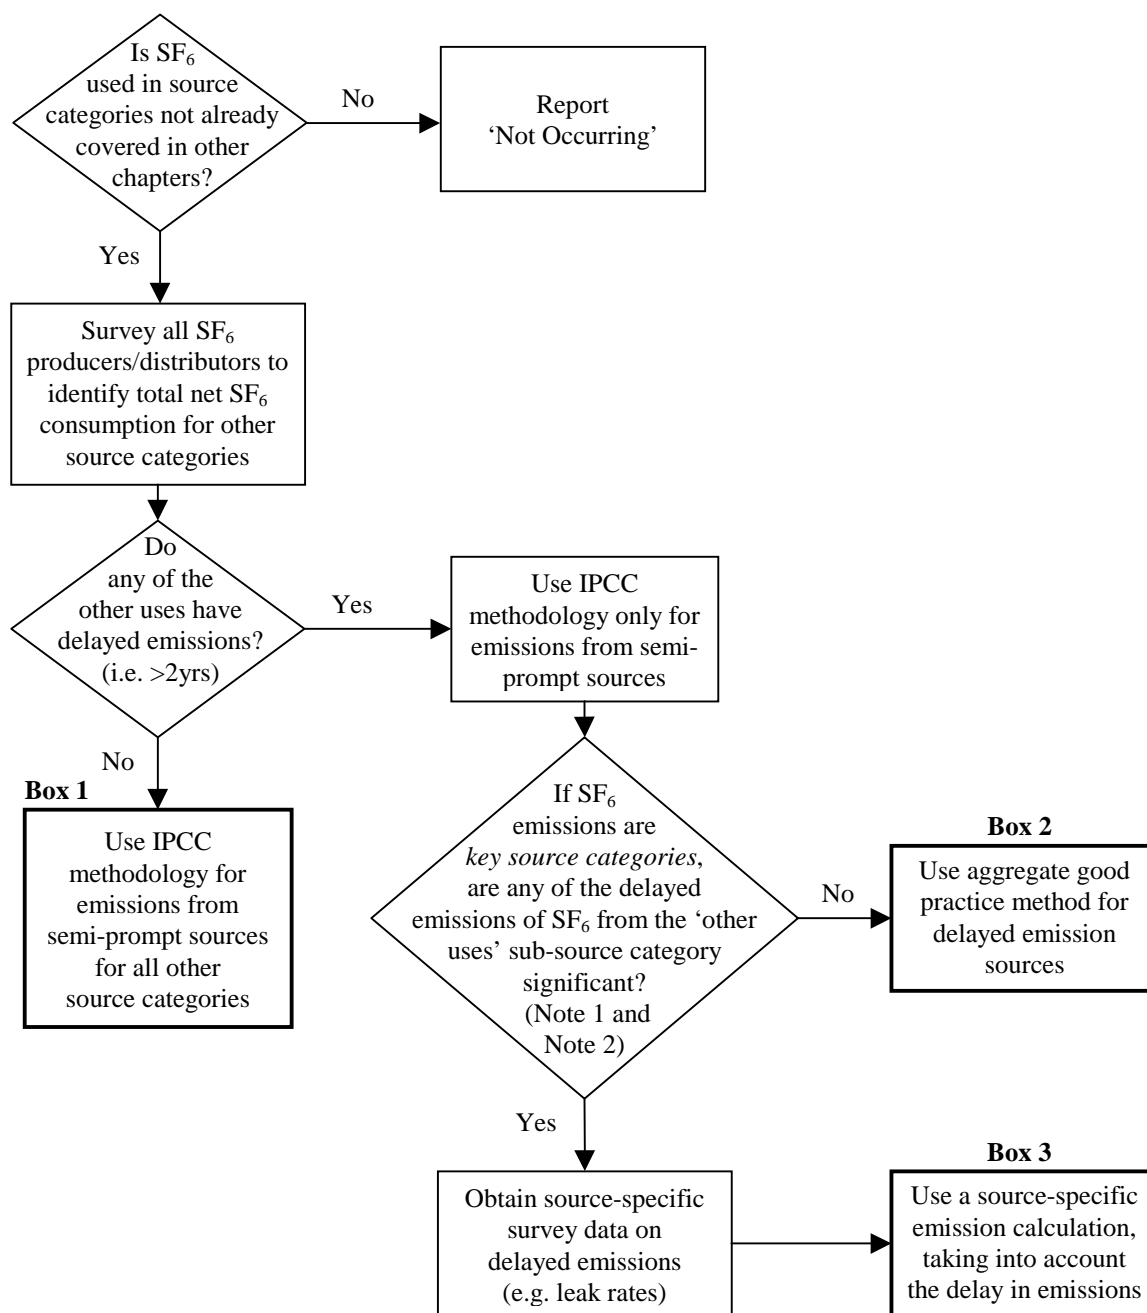 Is SF₆
used in source
categories not already
covered in other
chapters?
No
Report
‘Not Occurring’
Yes
Survey all SF₆
producers/distributors to
identify total net SF₆
consumption for other
source categories
Do
any of the
other uses have
delayed emissions?
(i.e. >2yrs)
Yes
Use IPCC
methodology only for
emissions from semi-
prompt sources
No
Box 1
Use IPCC
methodology for
emissions from
semi-prompt sources
for all other
source categories
If SF₆
emissions are
key source categories,
are any of the delayed
emissions of SF₆ from the ‘other
uses’ sub-source category
significant?
(Note 1 and
Note 2)
No
Box 2
Use aggregate good
practice method for
delayed emission
sources
Yes
Obtain source-specific
survey data on
delayed emissions
(e.g. leak rates)
Box 3
Use a source-specific
emission calculation,
taking into account
the delay in emissions